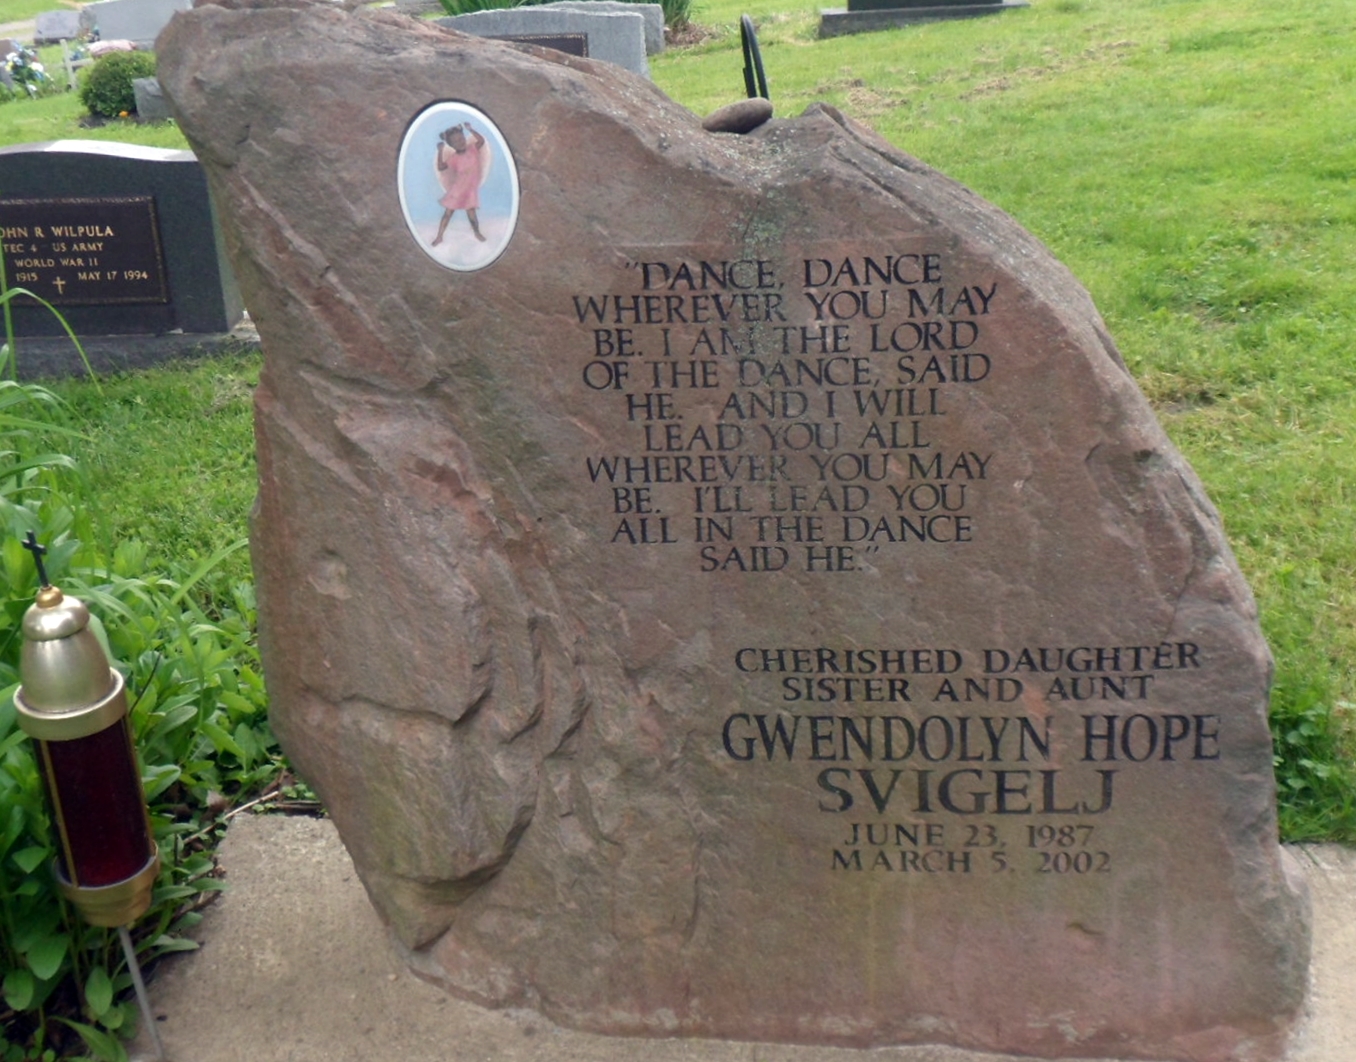 "DANCE, DANCE
WHEREVER YOU MAY
BE. I AM THE LORD
OF THE DANCE, SAID
HE. AND I WILL
LEAD YOU ALL
WHEREVER YOU MAY
BE. I'LL LEAD YOU
ALL IN THE DANCE
SAID HE."
CHERISHED DAUGHTER
SISTER AND AUNT
GWENDOLYN HOPE
SVIGELJ
JUNE 23, 1987
MARCH 5, 2002
OHN R WILPULA
TEC 4 US ARMY
WORLD WAR II
1915 MAY 17 1994